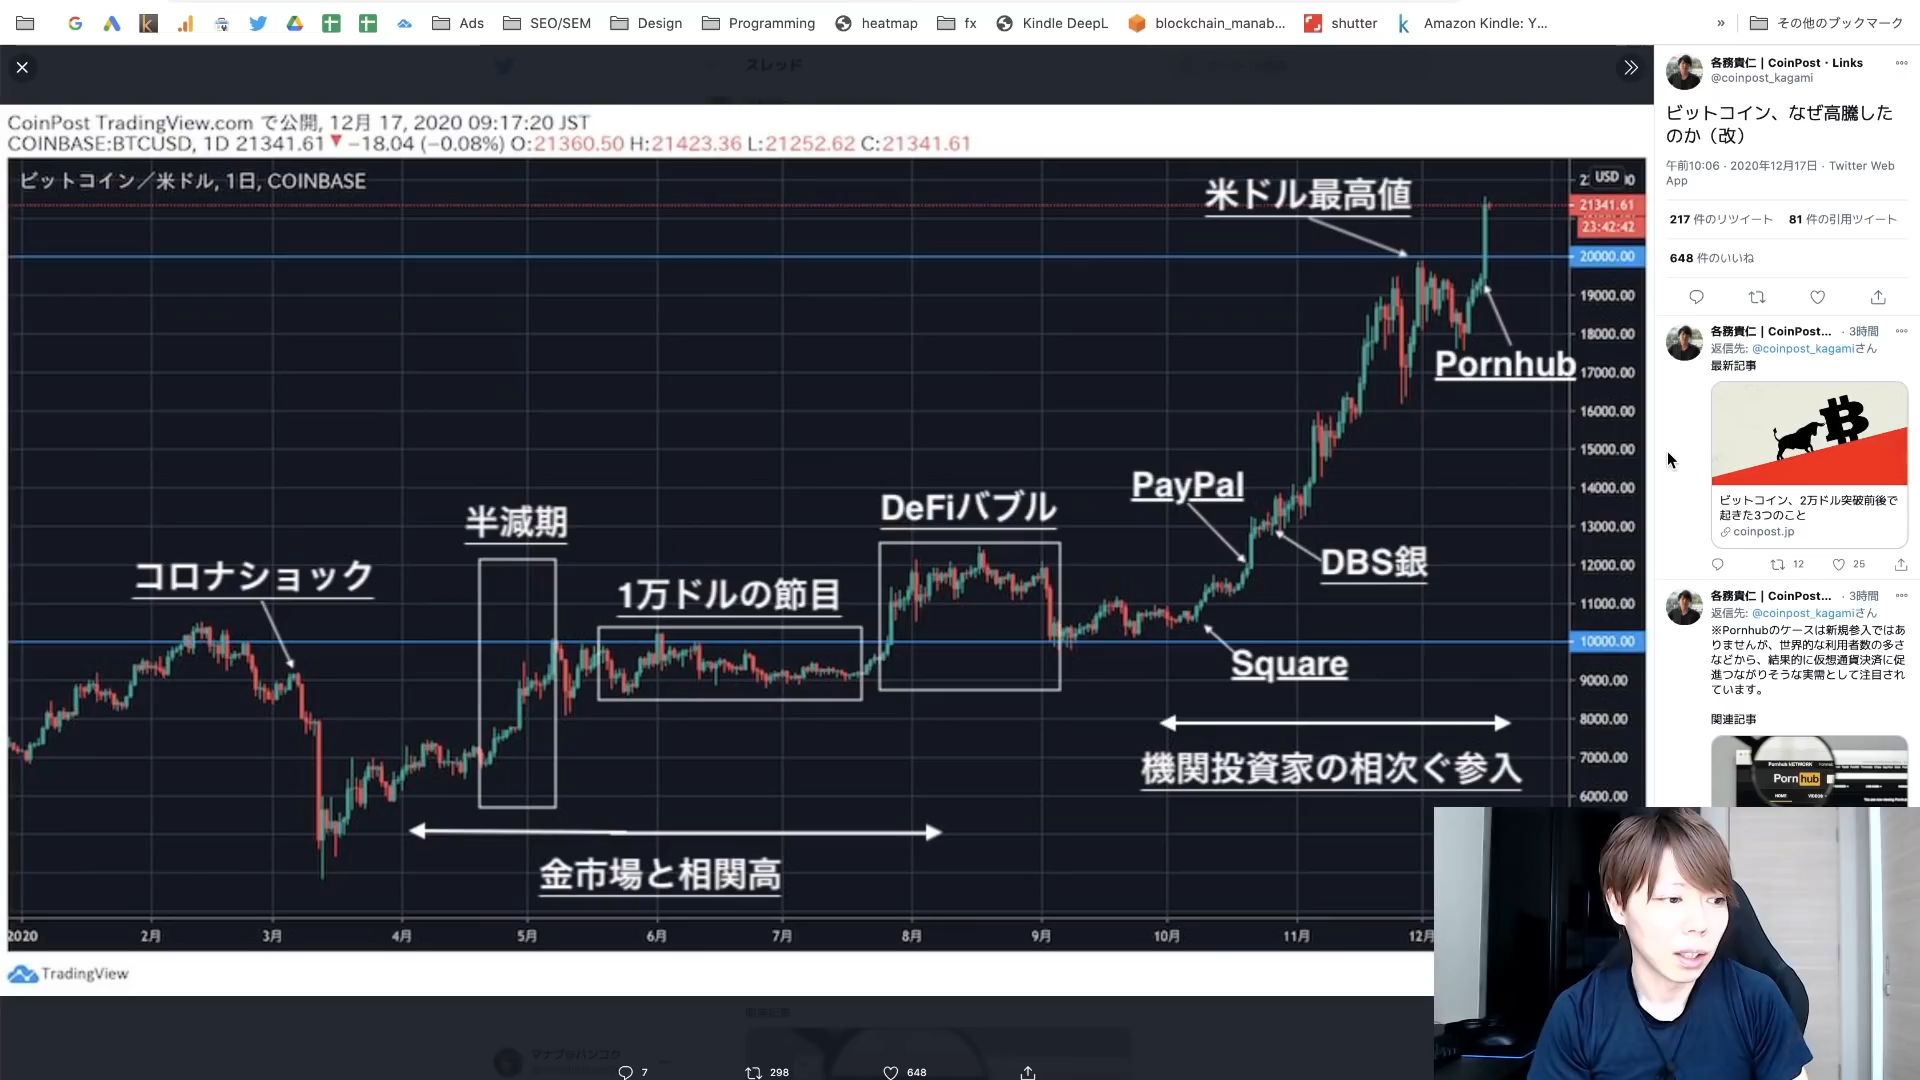 Ads
SEO/SEM
Design
Programming
heatmap
fx
Kindle DeepL
blockchain_manab...
shutter
Amazon Kindle: Y...
»
その他のブックマーク
スレッド
CoinPost TradingView.com で公開, 12月 17, 2020 09:17:20 JST
COINBASE:BTCUSD, 1D 21341.61 ▼ −18.04 (−0.08%) O:21360.50 H:21423.36 L:21252.62 C:21341.61
ビットコイン／米ドル, 1日, COINBASE
米ドル最高値
Pornhub
PayPal
DBS銀
DeFiバブル
半減期
1万ドルの節目
コロナショック
Square
機関投資家の相次ぐ参入
金市場と相関高
USD
21341.61
23:42:42
20000.00
19000.00
18000.00
17000.00
16000.00
15000.00
14000.00
13000.00
12000.00
11000.00
10000.00
9000.00
8000.00
7000.00
6000.00
2020
2月
3月
4月
5月
6月
7月
8月
9月
10月
11月
12月
TradingView
7
298
648
各務貴仁 | CoinPost・Links
@coinpost_kagami
ビットコイン、なぜ高騰した
のか（改）
午前10:06 · 2020年12月17日 · Twitter Web
App
217 件のリツイート 81 件の引用ツイート
648 件のいいね
各務貴仁 | CoinPost... · 3時間
返信先: @coinpost_kagamiさん
最新記事
ビットコイン、2万ドル突破前後で
起きた3つのこと
coinpost.jp
12
25
各務貴仁 | CoinPost... · 3時間
返信先: @coinpost_kagamiさん
※Pornhubのケースは新規参入ではあ
りませんが、世界的な利用者数の多さ
などから、結果的に仮想通貨決済に促
進つながりそうな実需として注目され
ています。
関連記事
Pornhub NETWORK
Porn hub
HOME